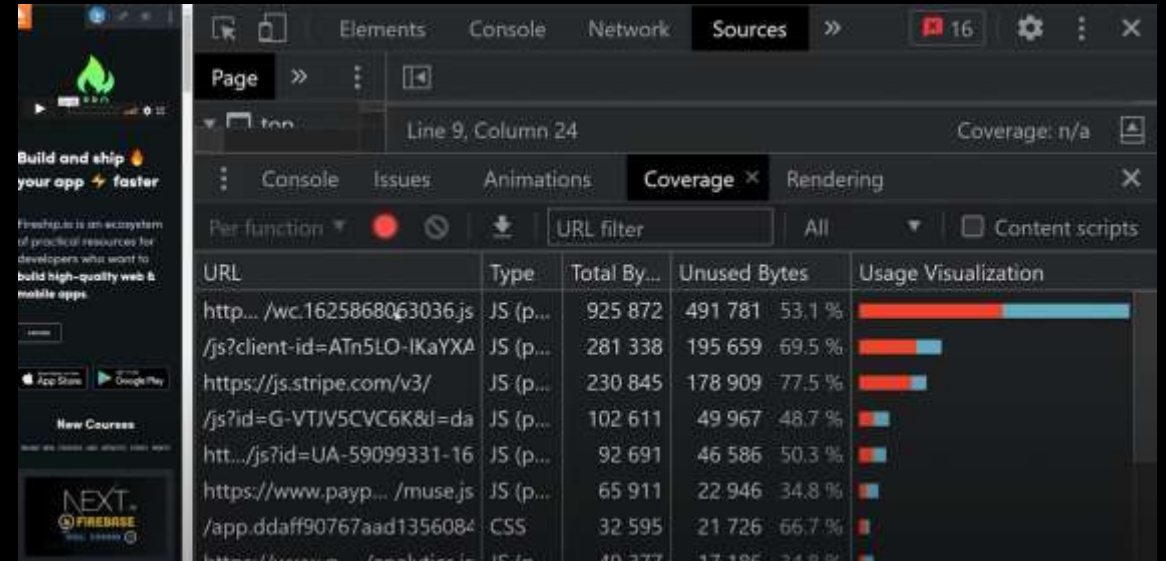 Elements Console Network Sources » 16
Page »
top
Line 9, Column 24 Coverage: n/a
Console Issues Animations Coverage × Rendering
Per function URL filter All Content scripts
URL Type Total By... Unused Bytes Usage Visualization
http... /wc.1625868063036.js JS (p... 925 872 491 781 53.1 %
/js?client-id=ATn5LO-IKaYXA JS (p... 281 338 195 659 69.5 %
https://js.stripe.com/v3/ JS (p... 230 845 178 909 77.5 %
/js?id=G-VTJV5CVC6K&l=da JS (p... 102 611 49 967 48.7 %
htt.../js?id=UA-59099331-16 JS (p... 92 691 46 586 50.3 %
https://www.payp... /muse.js JS (p... 65 911 22 946 34.8 %
/app.ddaff90767aad1356084 CSS 32 595 21 726 66.7 %
PRO
Build and ship 🔥
your app ⚡ faster
Fireship.io is an ecosystem
of practical resources for
developers who want to
build high-quality web &
mobile apps.
App Store Google Play
New Courses
NEXT
FIREBASE